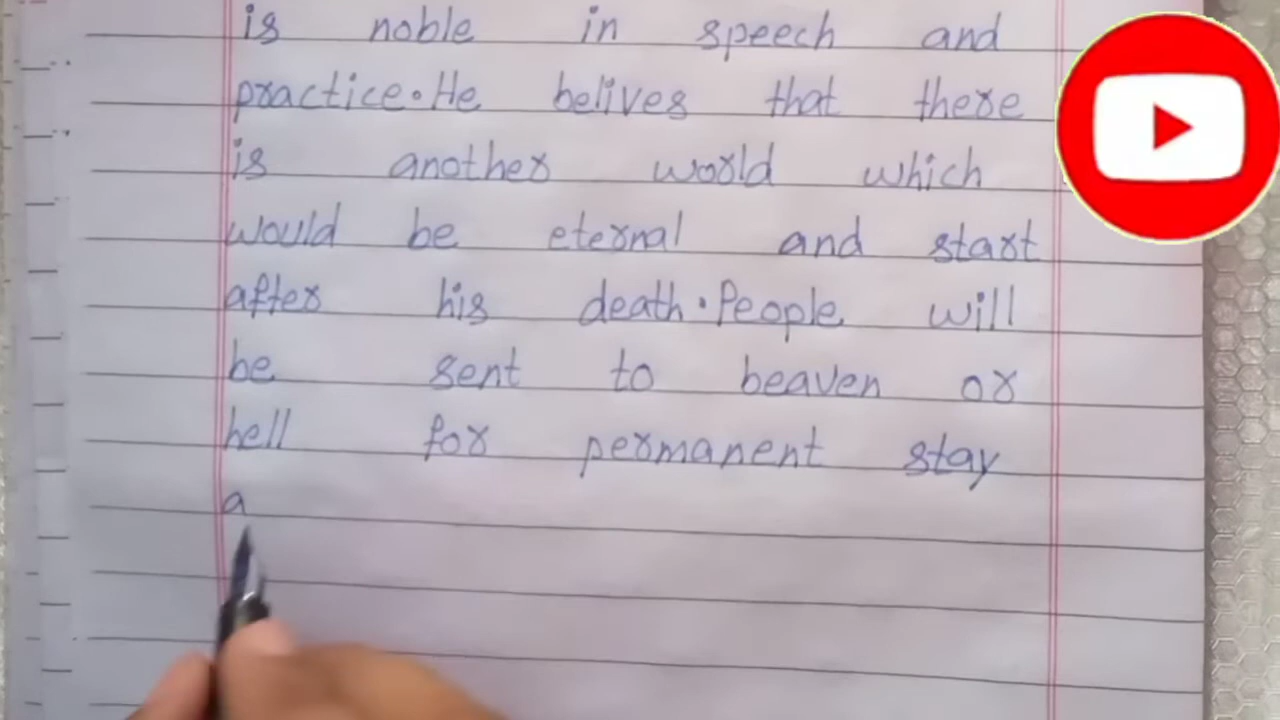 is noble in speech and
practice. He belives that there
is another world which
would be eternal and start
after his death. People will
be sent to beaven or
hell for permanent stay
a